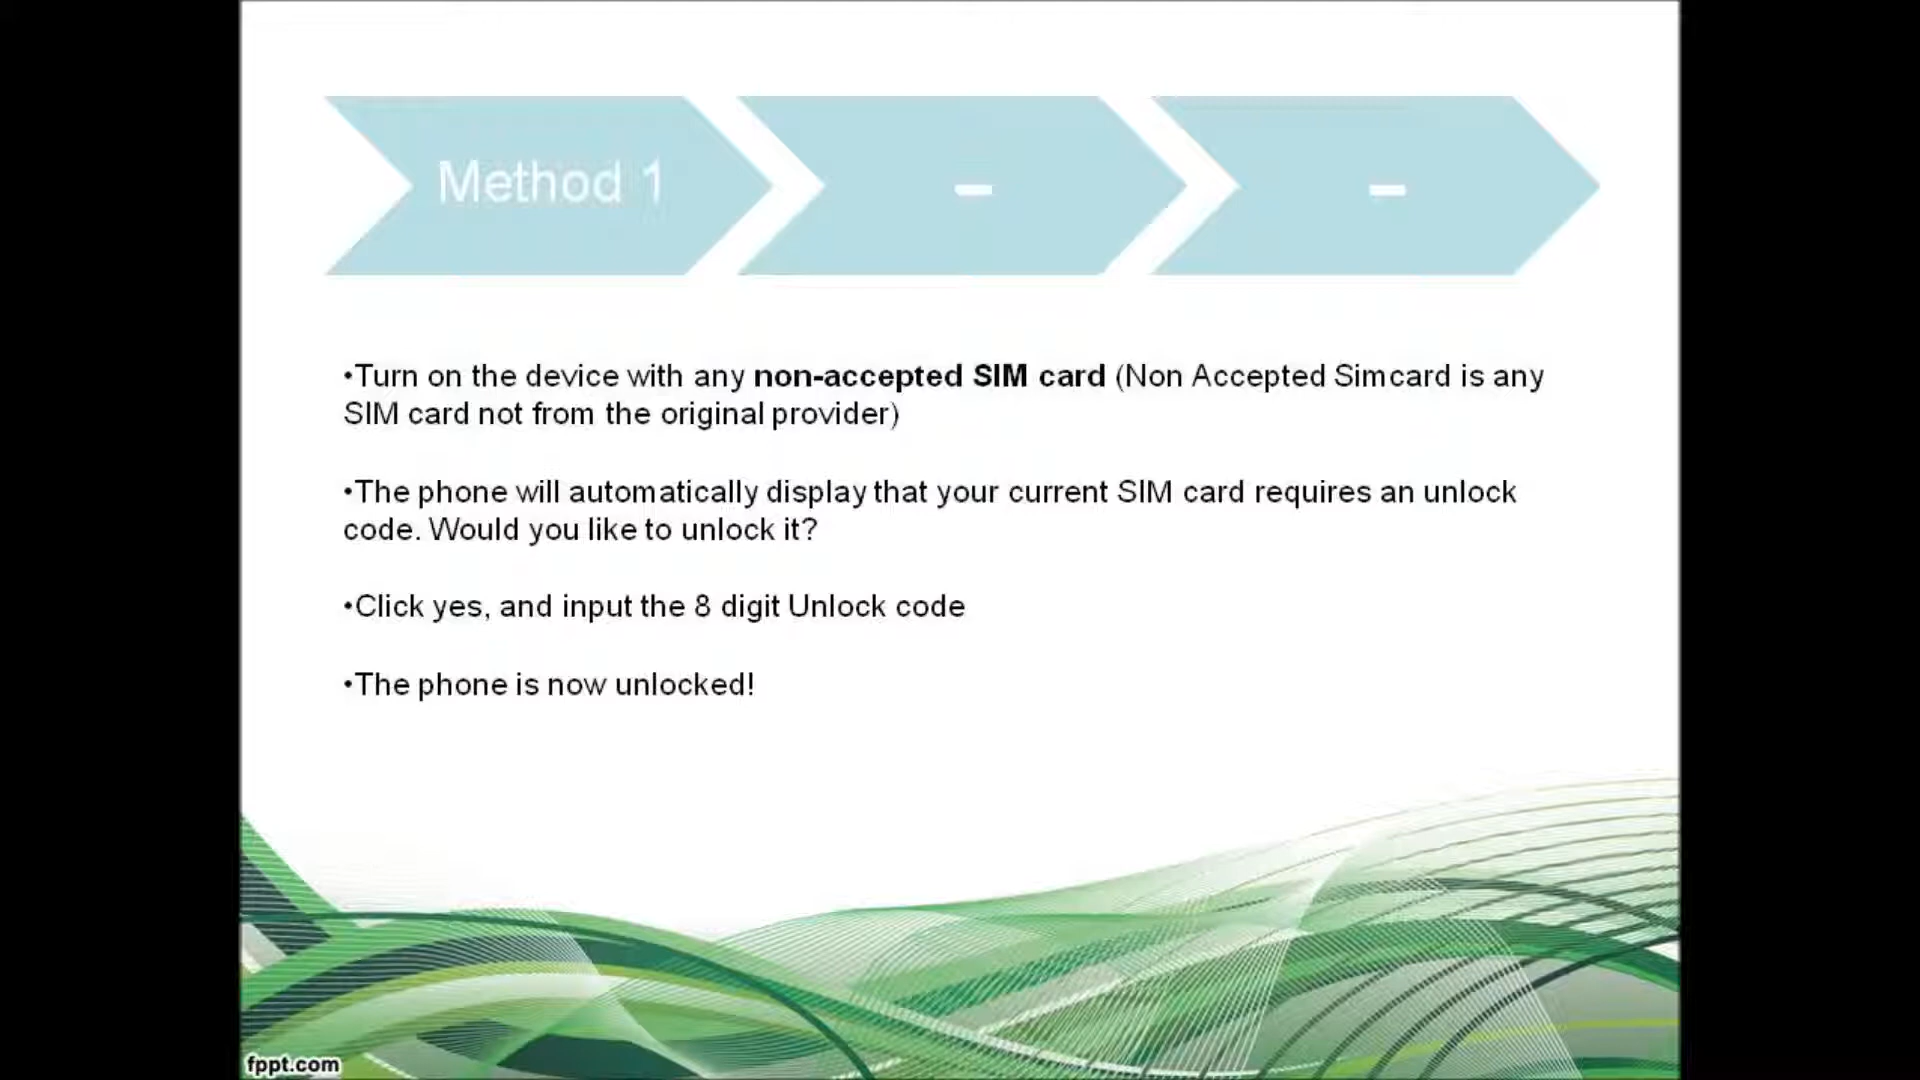 Method 1
-
-
•Turn on the device with any non-accepted SIM card (Non Accepted Simcard is any
SIM card not from the original provider)
•The phone will automatically display that your current SIM card requires an unlock
code. Would you like to unlock it?
•Click yes, and input the 8 digit Unlock code
•The phone is now unlocked!
fppt.com